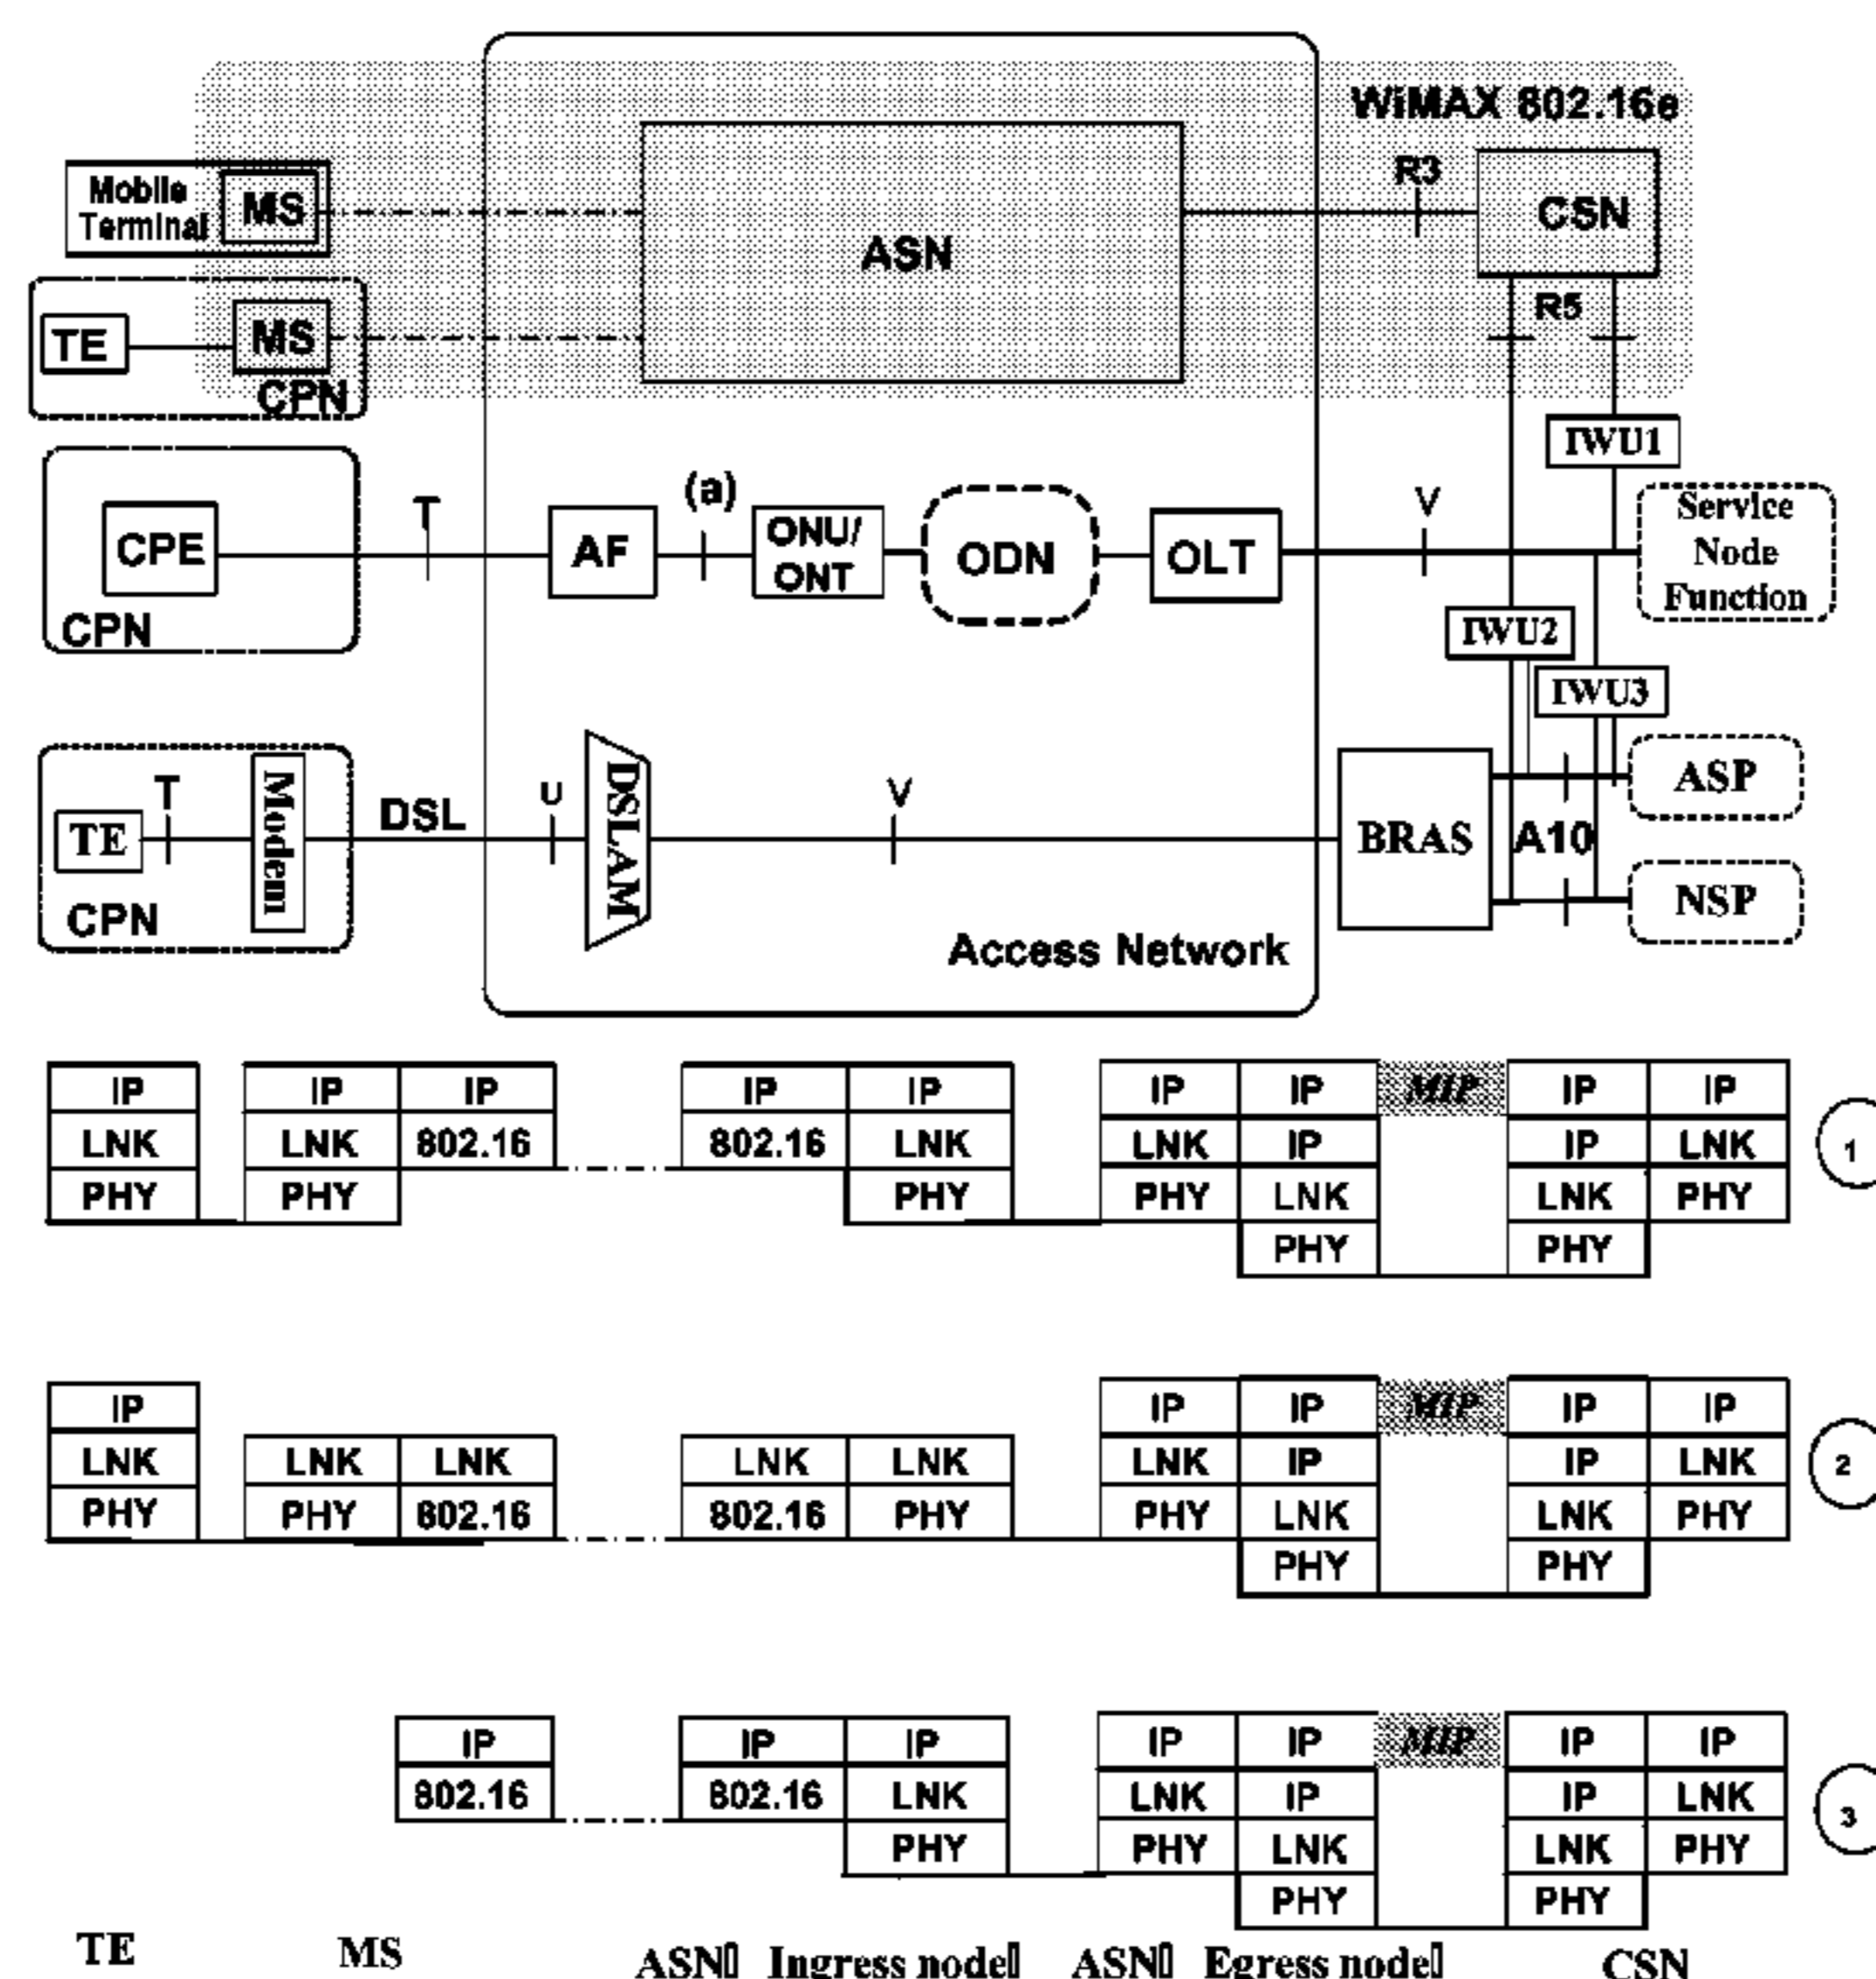 WiMAX 802.16e
R3
Mobile
Terminal
MS
ASN
CSN
R5
TE
MS
CPN
IWU1
(a)
T
V
Service
Node
Function
CPE
AF
ONU/
ONT
ODN
OLT
CPN
IWU2
IWU3
T
Modem
DSL
U
DSLAM
V
BRAS
A10
ASP
TE
CPN
NSP
Access Network
IP IP IP IP IP IP IP MIP IP IP
LNK LNK 802.16 802.16 LNK LNK IP IP LNK 1
PHY PHY PHY PHY LNK LNK PHY
PHY PHY
IP IP IP MIP IP IP
LNK LNK LNK LNK LNK LNK IP IP LNK 2
PHY PHY 802.16 802.16 PHY PHY LNK LNK PHY
PHY PHY
IP IP IP IP IP MIP IP IP
802.16 802.16 LNK LNK IP IP LNK 3
PHY PHY LNK LNK PHY
PHY PHY
TE MS ASN Ingress node ASN Egress node CSN